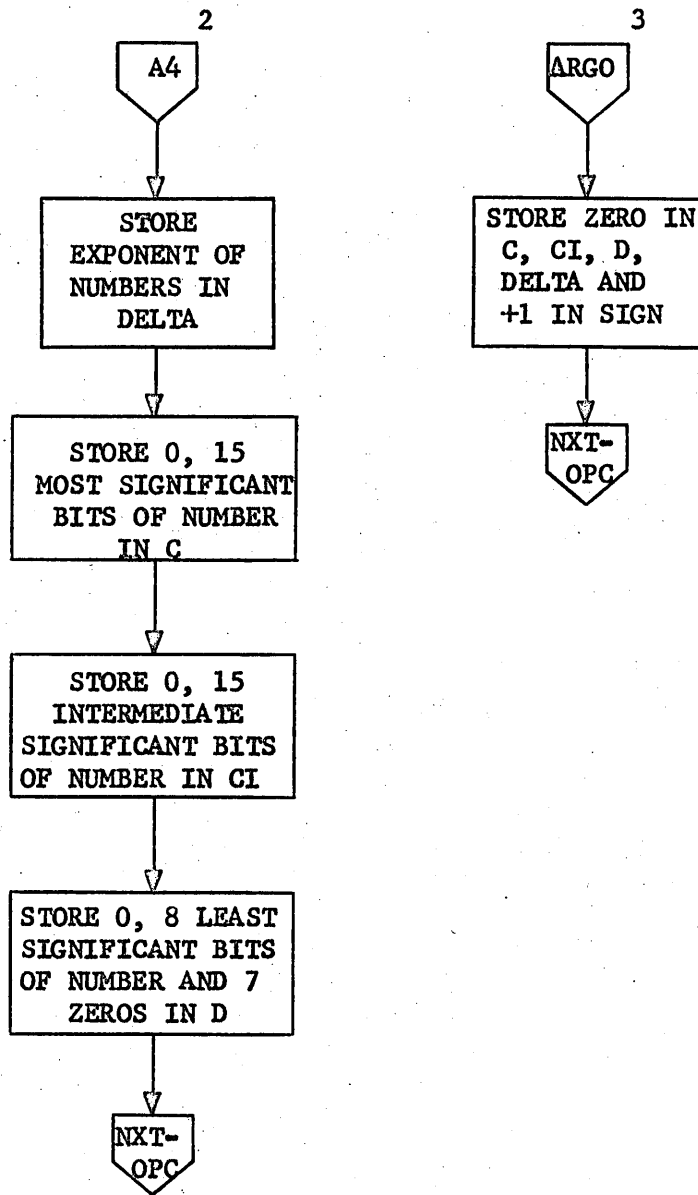 2
A4
STORE
EXPONENT OF
NUMBERS IN
DELTA
STORE 0, 15
MOST SIGNIFICANT
BITS OF NUMBER
IN C
STORE 0, 15
INTERMEDIATE
SIGNIFICANT BITS
OF NUMBER IN CI
STORE 0, 8 LEAST
SIGNIFICANT BITS
OF NUMBER AND 7
ZEROS IN D
NXT-
OPC
3
ΔRGO
STORE ZERO IN
C, CI, D,
DELTA AND
+1 IN SIGN
NXT-
OPC